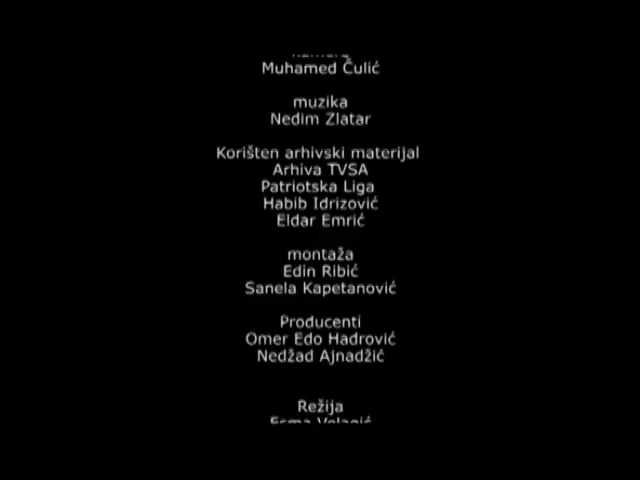 Muhamed Čulić
muzika
Nedim Zlatar
Korišten arhivski materijal
Arhiva TVSA
Patriotska Liga
Habib Idrizović
Eldar Emrić
montaža
Edin Ribić
Sanela Kapetanović
Producenti
Omer Edo Hadrović
Nedžad Ajnadžić
Režija